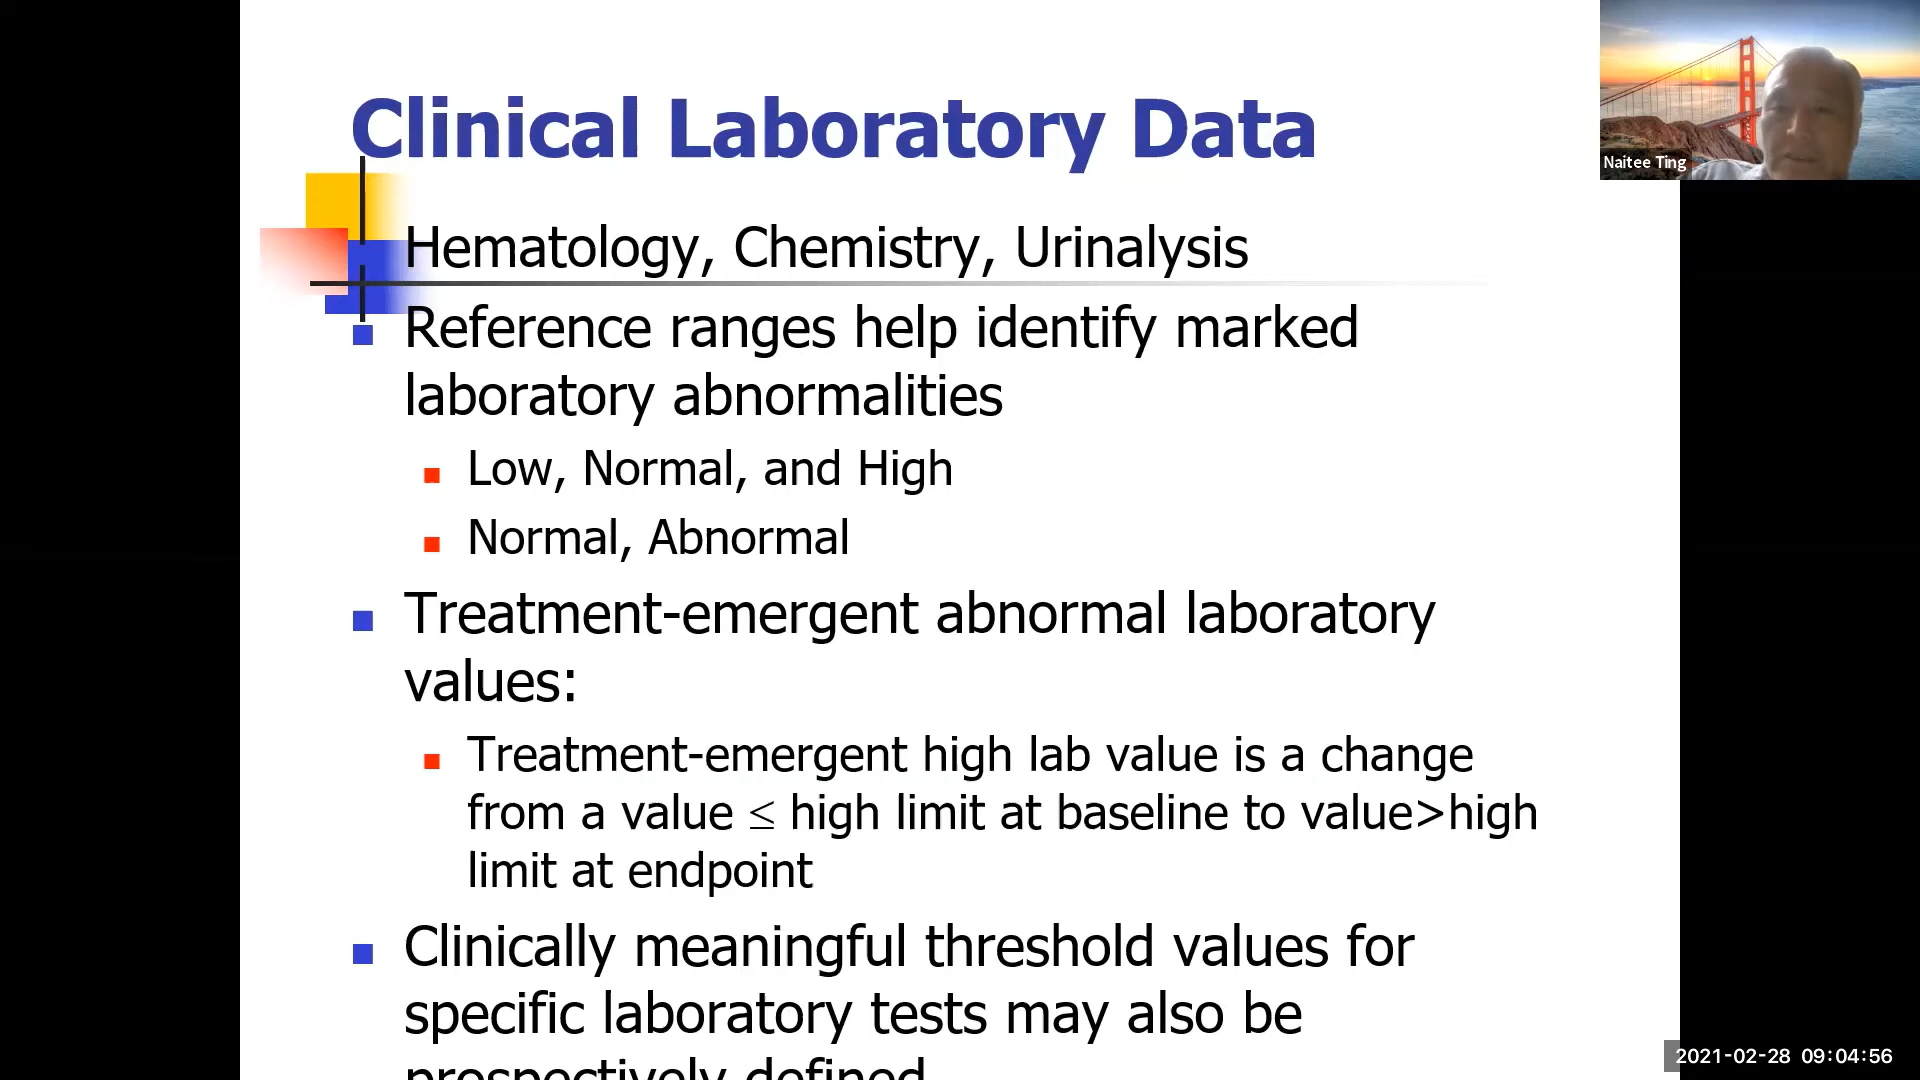 Clinical Laboratory Data
Hematology, Chemistry, Urinalysis
Reference ranges help identify marked
laboratory abnormalities
Low, Normal, and High
Normal, Abnormal
Treatment-emergent abnormal laboratory
values:
Treatment-emergent high lab value is a change
from a value ≤ high limit at baseline to value>high
limit at endpoint
Clinically meaningful threshold values for
specific laboratory tests may also be
prospectively defined
Naitee Ting
2021-02-28 09:04:56